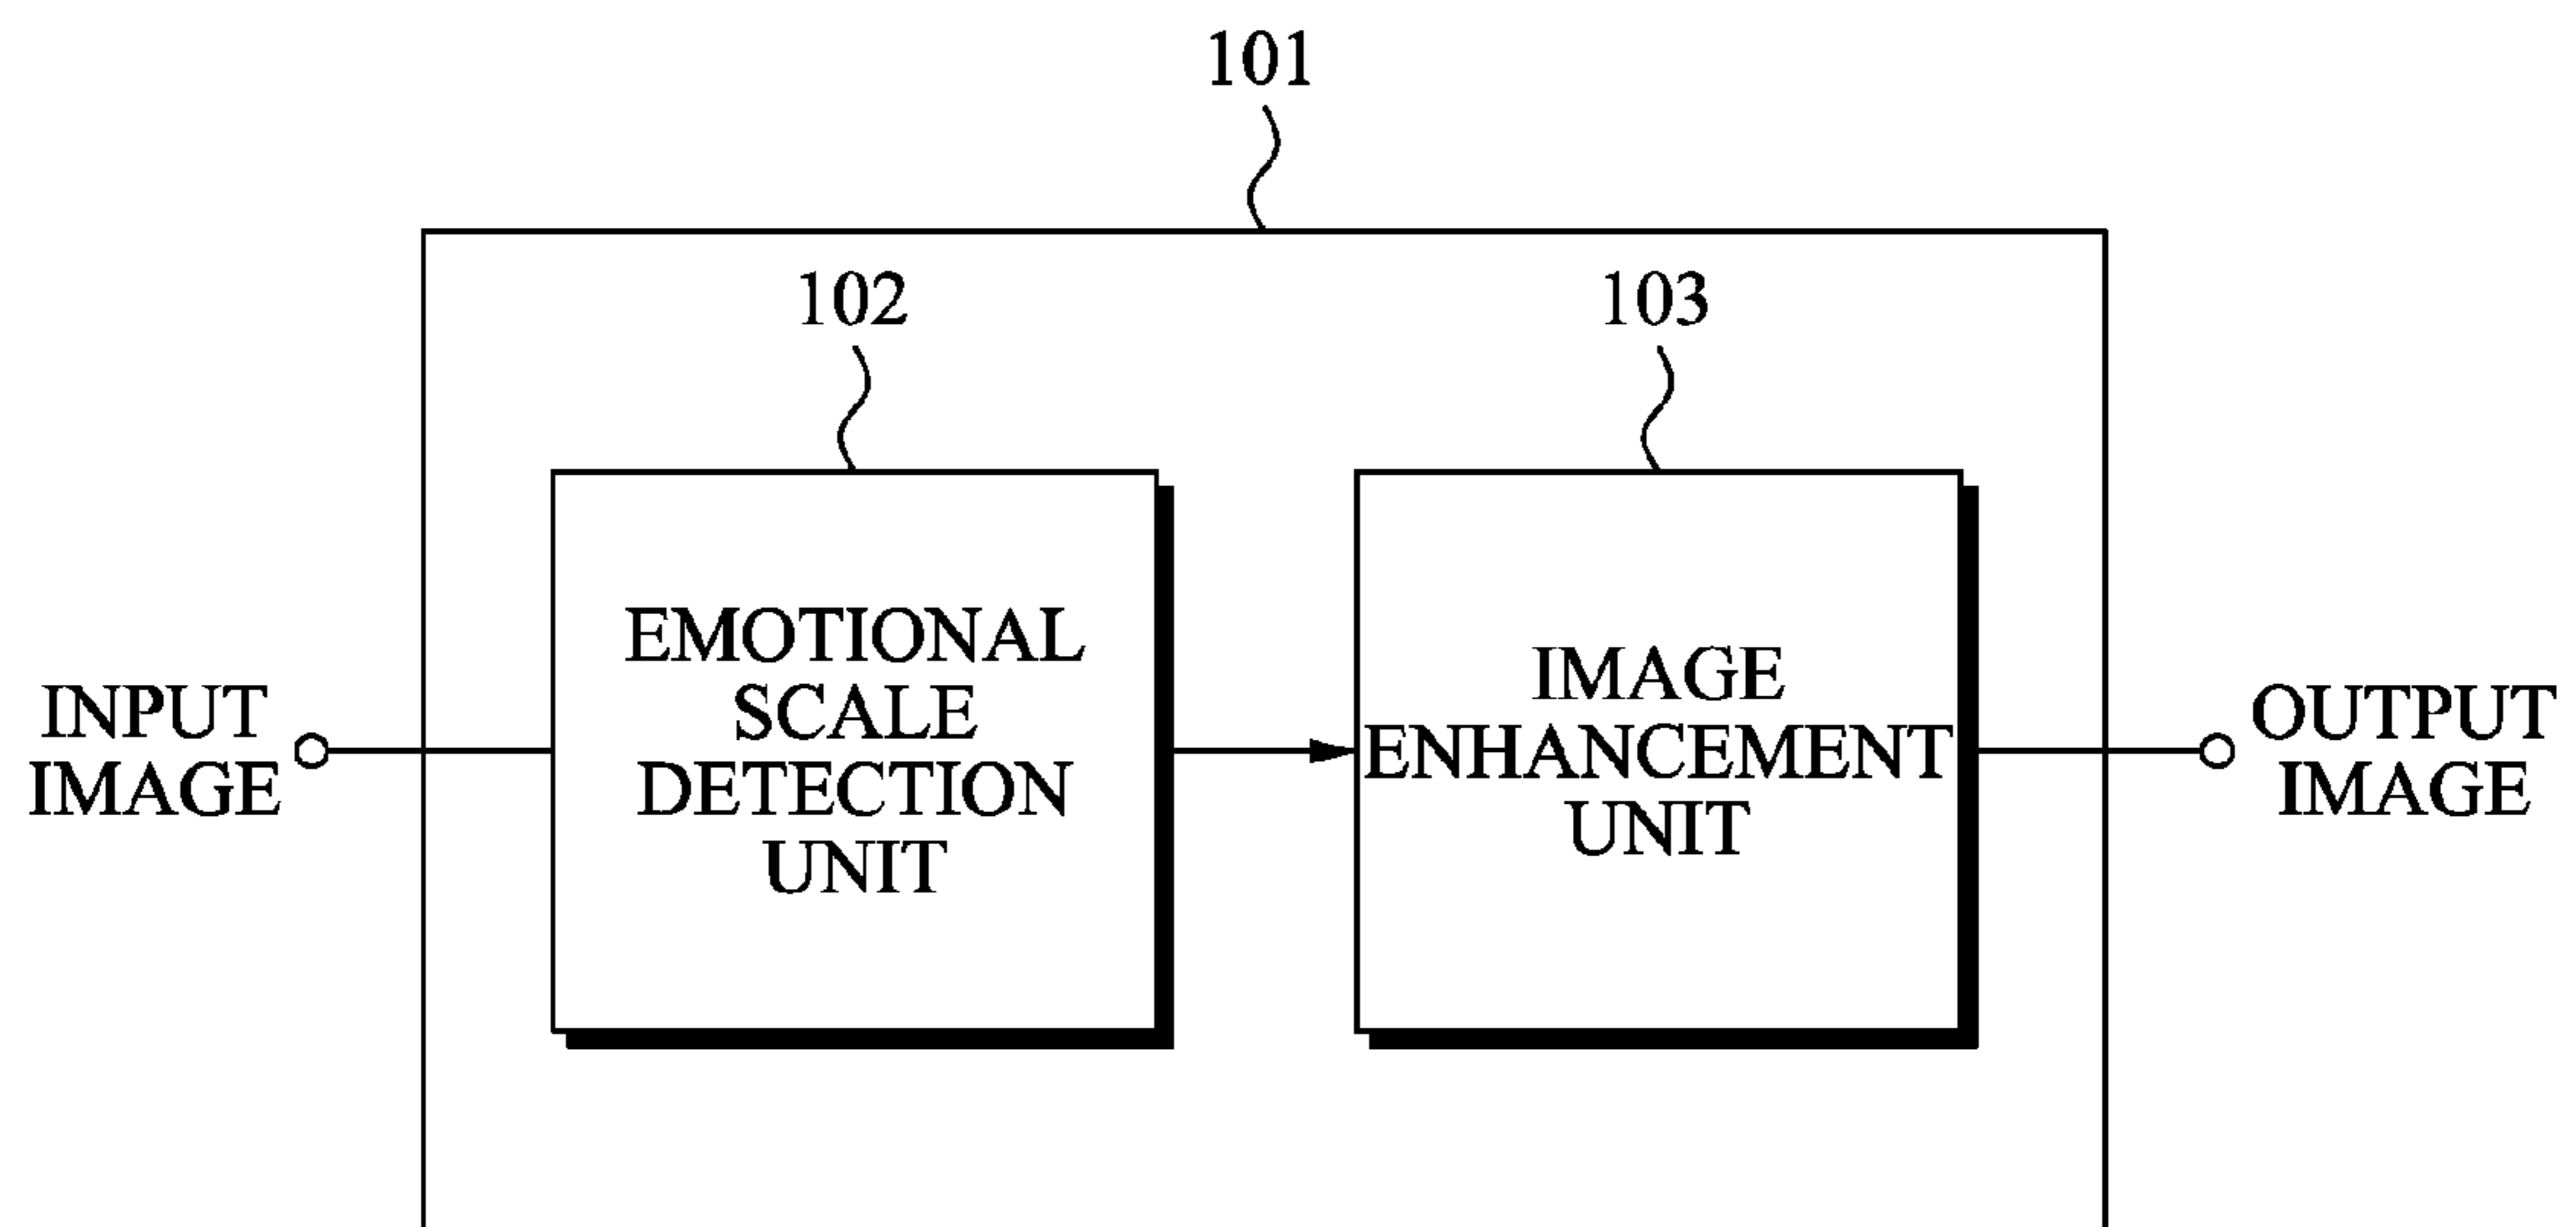 101
102
103
INPUT
IMAGE
EMOTIONAL
SCALE
DETECTION
UNIT
IMAGE
ENHANCEMENT
UNIT
OUTPUT
IMAGE